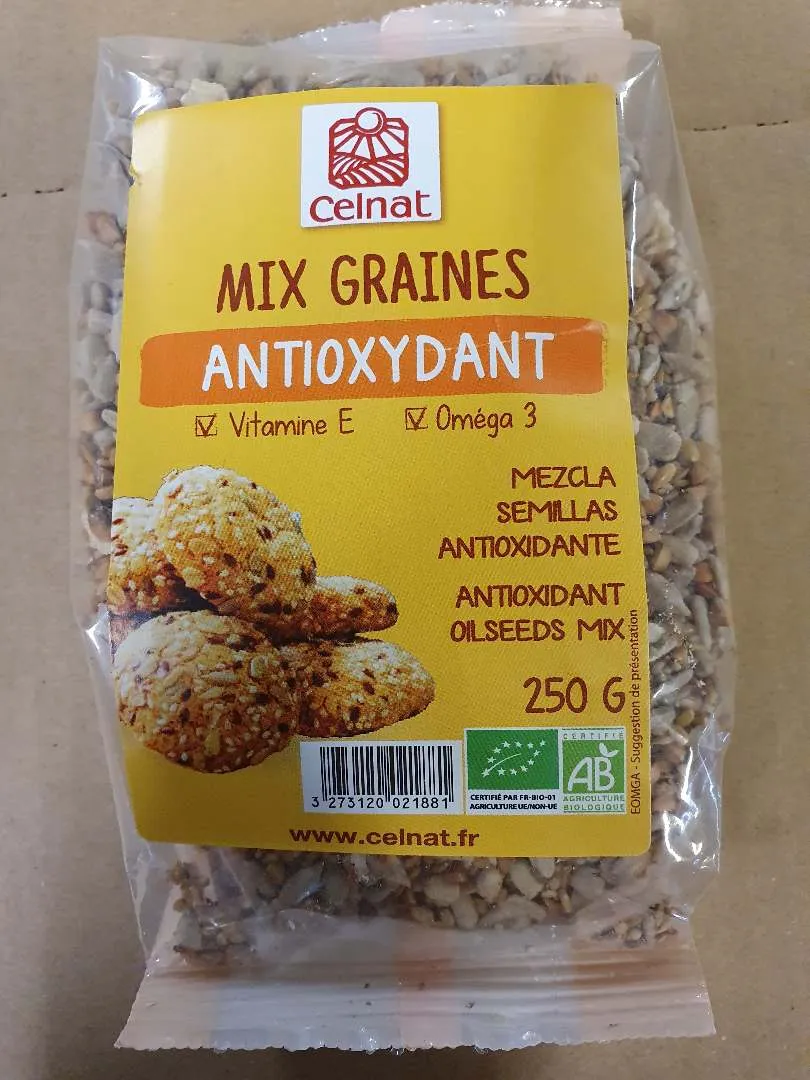 celnat
MIX GRAINES
ANTIOXYDANT
Vitamine E Oméga 3
MEZCLA
SEMILLAS
ANTIOXIDANTE
ANTIOXIDANT
OILSEEDS MIX
250 G
EOMGA - Suggestion de présentation
CERTIFIÉ
AB
AGRICULTURE
BIOLOGIQUE
CERTIFIÉ PAR FR-BIO-01
AGRICULTURE UE/NON-UE
3 273120 021881
www.celnat.fr